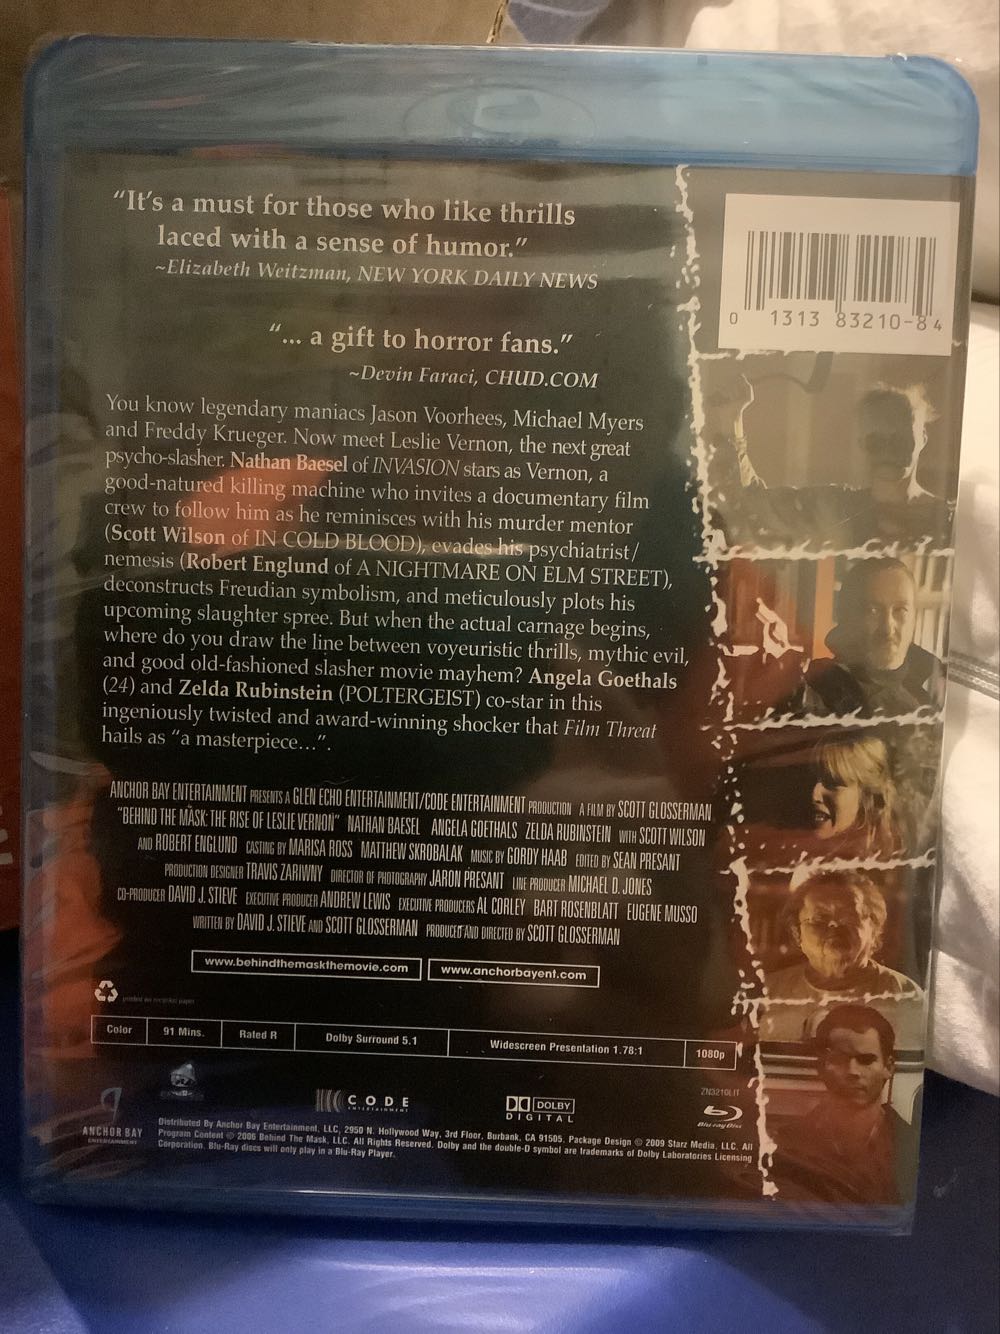 “It’s a must for those who like thrills
laced with a sense of humor.”
~Elizabeth Weitzman, NEW YORK DAILY NEWS
“... a gift to horror fans.”
~Devin Faraci, CHUD.COM
You know legendary maniacs Jason Voorhees, Michael Myers
and Freddy Krueger. Now meet Leslie Vernon, the next great
psycho-slasher. Nathan Baesel of INVASION stars as Vernon, a
good-natured killing machine who invites a documentary film
crew to follow him as he reminisces with his murder mentor
(Scott Wilson of IN COLD BLOOD), evades his psychiatrist/
nemesis (Robert Englund of A NIGHTMARE ON ELM STREET),
deconstructs Freudian symbolism, and meticulously plots his
upcoming slaughter spree. But when the actual carnage begins,
where do you draw the line between voyeuristic thrills, mythic evil,
and good old-fashioned slasher movie mayhem? Angela Goethals
(24) and Zelda Rubinstein (POLTERGEIST) co-star in this
ingeniously twisted and award-winning shocker that Film Threat
hails as “a masterpiece...”.
ANCHOR BAY ENTERTAINMENT PRESENTS A GLEN ECHO ENTERTAINMENT/CODE ENTERTAINMENT PRODUCTION A FILM BY SCOTT GLOSSERMAN
“BEHIND THE MASK: THE RISE OF LESLIE VERNON” NATHAN BAESEL ANGELA GOETHALS ZELDA RUBINSTEIN WITH SCOTT WILSON
AND ROBERT ENGLUND CASTING BY MARISA ROSS MATTHEW SKROBALAK MUSIC BY GORDY HAAB EDITED BY SEAN PRESANT
PRODUCTION DESIGNER TRAVIS ZARIWNY DIRECTOR OF PHOTOGRAPHY JARON PRESENT LINE PRODUCER MICHAEL D. JONES
CO-PRODUCER DAVID J. STIEVE EXECUTIVE PRODUCER ANDREW LEWIS EXECUTIVE PRODUCERS AL CORLEY BART ROSENBLATT EUGENE MUSSO
WRITTEN BY DAVID J. STIEVE AND SCOTT GLOSSERMAN PRODUCED AND DIRECTED BY SCOTT GLOSSERMAN
www.behindthemaskthemovie.com www.anchorbayent.com
printed on recycled paper
Color 91 Mins. Rated R Dolby Surround 5.1 Widescreen Presentation 1.78:1 1080p
ANCHOR BAY
ENTERTAINMENT
CODE
ENTERTAINMENT
DOLBY
DIGITAL
ZN3210LIT
Blu-ray Disc
Distributed By Anchor Bay Entertainment, LLC, 2950 N. Hollywood Way, 3rd Floor, Burbank, CA 91505. Package Design © 2009 Starz Media, LLC. All
Program Content © 2006 Behind The Mask, LLC. All Rights Reserved. Dolby and the double-D symbol are trademarks of Dolby Laboratories Licensing
Corporation. Blu-Ray discs will only play in a Blu-Ray Player.
0 1313 83210-8 4